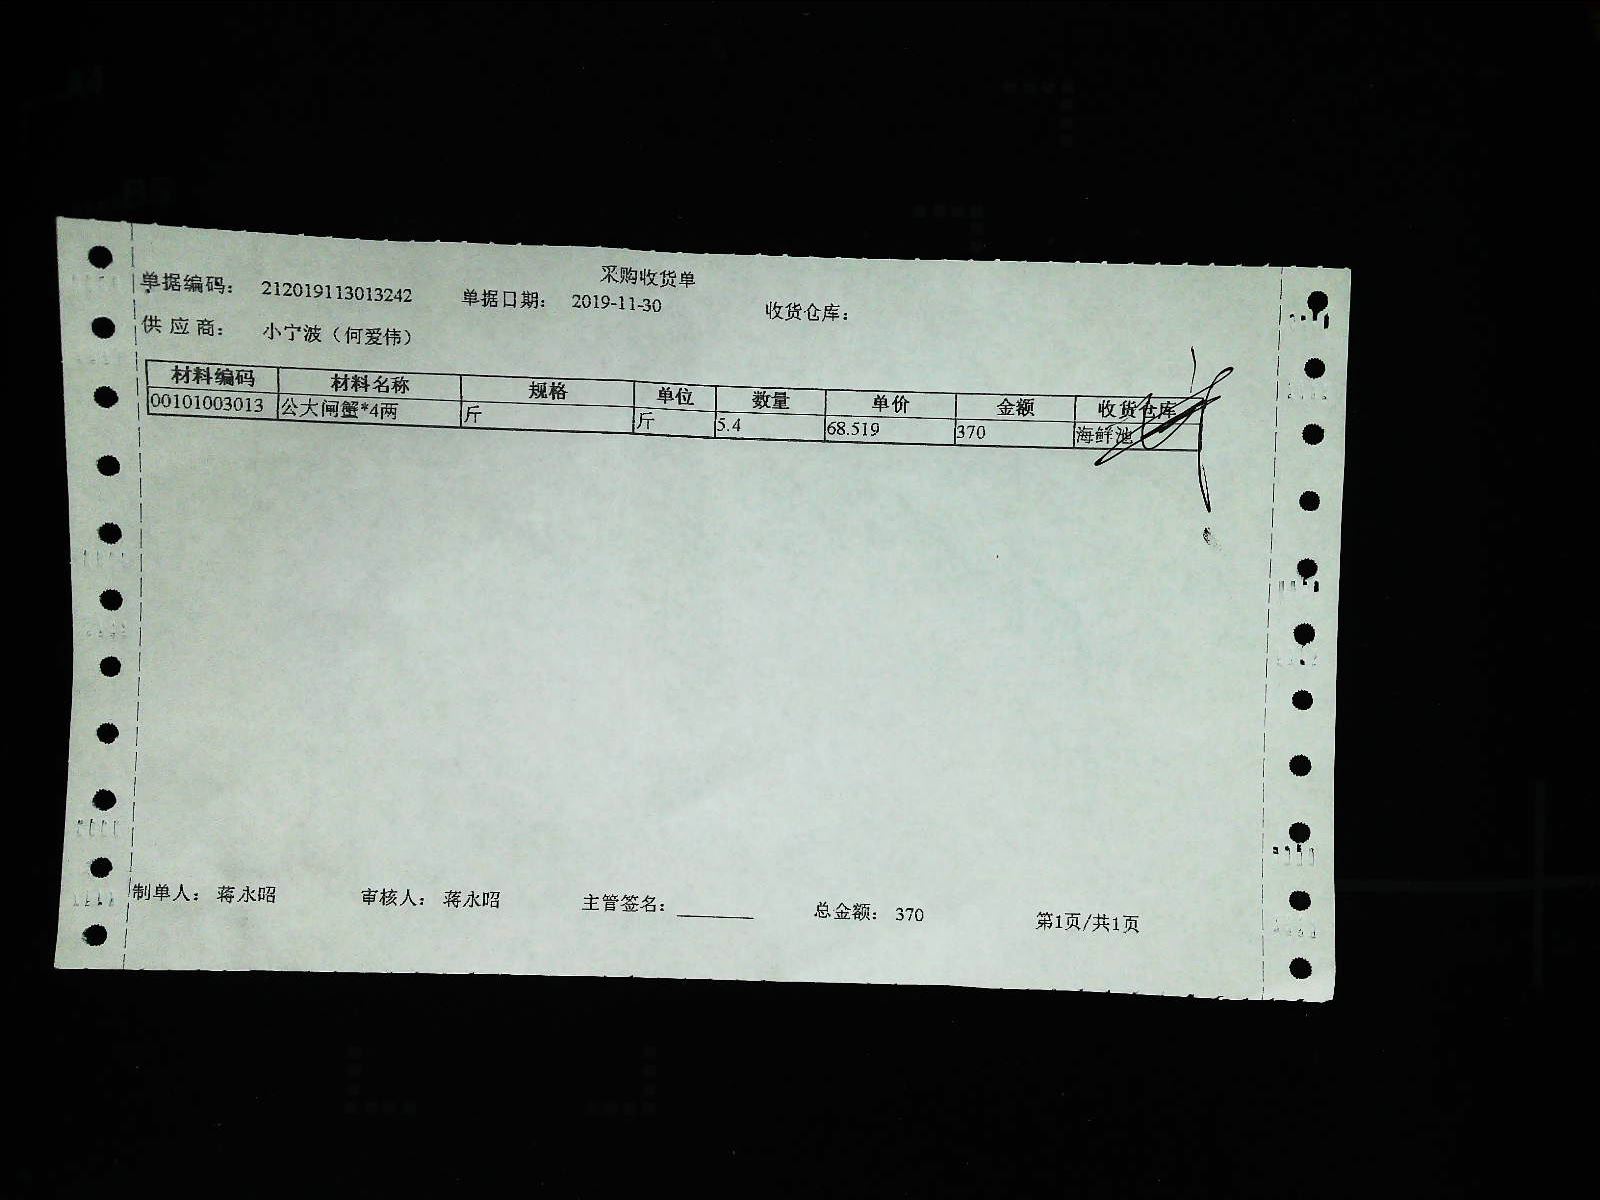 采购收货单
单据编码： 212019113013242 单据日期： 2019-11-30 收货仓库：
供应商： 小宁波（何爱伟）
材料编码 材料名称 规格 单位 数量 单价 金额 收货仓库
00101003013 公大闸蟹*4两 斤 斤 5.4 68.519 370 海鲜池
制单人： 蒋永昭 审核人： 蒋永昭 主管签名： 总金额： 370 第1页/共1页